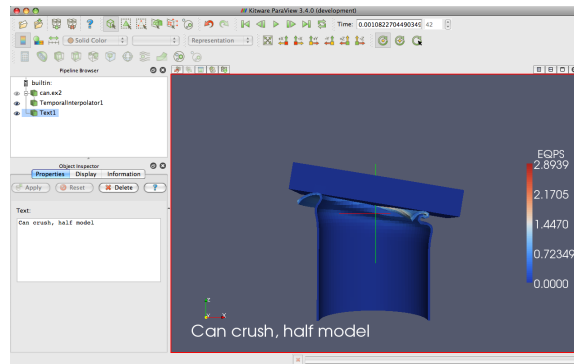 Kitware ParaView 3.4.0 (development)
Time: 0.0010822704490349 42
Solid Color
Representation
Pipeline Browser
builtin:
can.ex2
TemporalInterpolator1
Text1
Object Inspector
Properties Display Information
Apply Reset Delete ?
Text:
Can crush, half model
EQPS
2.8939
2.1705
1.4470
0.72349
0.0000
Can crush, half model